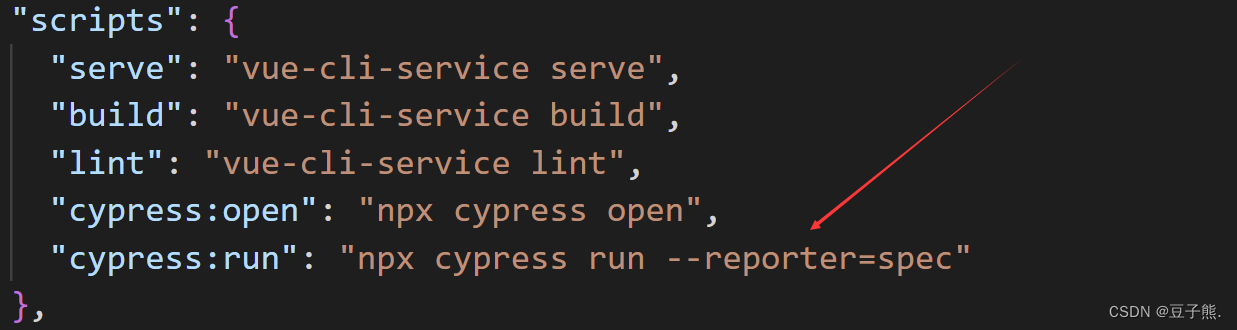 "scripts": {
"serve": "vue-cli-service serve",
"build": "vue-cli-service build",
"lint": "vue-cli-service lint",
"cypress:open": "npx cypress open",
"cypress:run": "npx cypress run --reporter=spec"
},
CSDN @豆子熊.